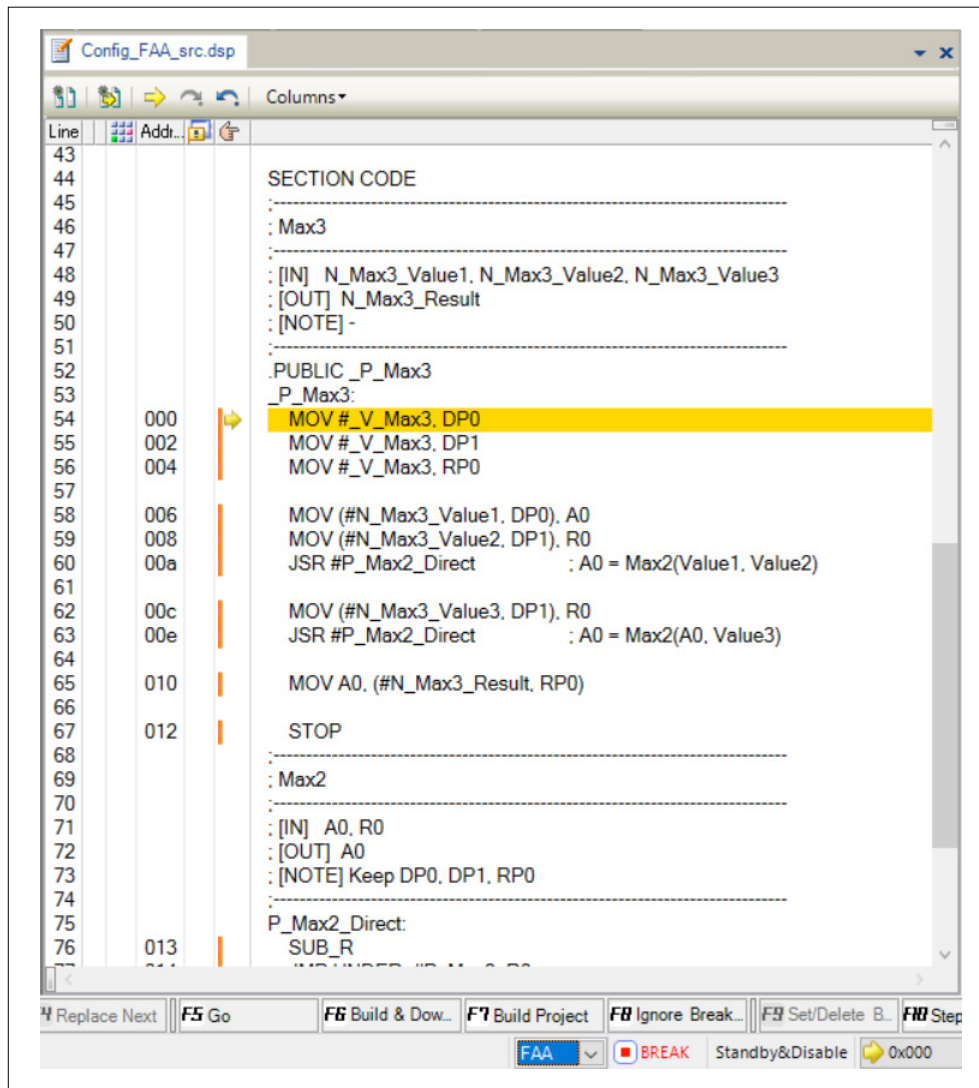 Config_FAA_src.dsp
Columns
Line Addr...
43
44 SECTION CODE
45 ;-------------------------------------------------------------------------------
46 ; Max3
47 ;-------------------------------------------------------------------------------
48 ; [IN] N_Max3_Value1, N_Max3_Value2, N_Max3_Value3
49 ; [OUT] N_Max3_Result
50 ; [NOTE] -
51 ;-------------------------------------------------------------------------------
52 .PUBLIC _P_Max3
53 _P_Max3:
54 000 MOV #_V_Max3, DP0
55 002 MOV #_V_Max3, DP1
56 004 MOV #_V_Max3, RP0
57
58 006 MOV (#N_Max3_Value1, DP0), A0
59 008 MOV (#N_Max3_Value2, DP1), R0
60 00a JSR #P_Max2_Direct ; A0 = Max2(Value1, Value2)
61
62 00c MOV (#N_Max3_Value3, DP1), R0
63 00e JSR #P_Max2_Direct ; A0 = Max2(A0, Value3)
64
65 010 MOV A0, (#N_Max3_Result, RP0)
66
67 012 STOP
68 ;-------------------------------------------------------------------------------
69 ; Max2
70 ;-------------------------------------------------------------------------------
71 ; [IN] A0, R0
72 ; [OUT] A0
73 ; [NOTE] Keep DP0, DP1, RP0
74 ;-------------------------------------------------------------------------------
75 P_Max2_Direct:
76 013 SUB_R
Replace Next F5 Go F6 Build & Dow... F7 Build Project F8 Ignore Break... F9 Set/Delete B... F10 Step
FAA BREAK Standby&Disable 0x000